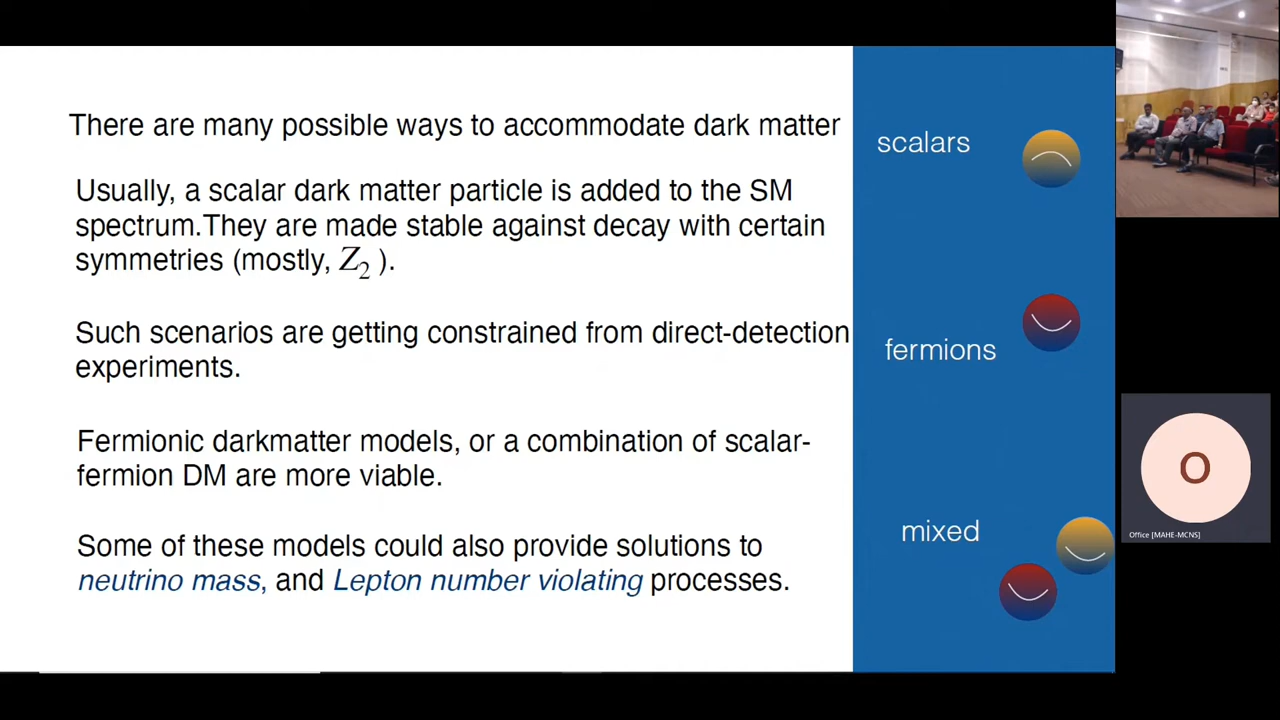 There are many possible ways to accommodate dark matter
Usually, a scalar dark matter particle is added to the SM
spectrum.They are made stable against decay with certain
symmetries (mostly, Z₂ ).
Such scenarios are getting constrained from direct-detection
experiments.
Fermionic darkmatter models, or a combination of scalar-
fermion DM are more viable.
Some of these models could also provide solutions to
neutrino mass, and Lepton number violating processes.
scalars
fermions
mixed
O
Office [MAHE-MCNS]